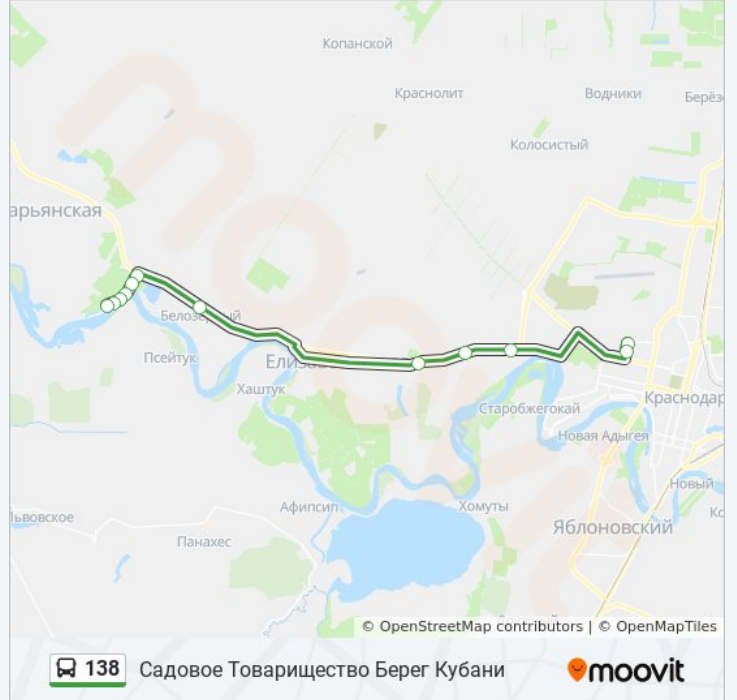 Копанской
Краснолит
Водники
Берёз
Колосистый
арьянская
Белозерный
Псейтук
Елиза
Хаштук
Краснодар
Старобжегокай
Новая Адыгея
Новый
Афипсип
Хомуты
Ко
львовское
Яблоновский
Панахес
© OpenStreetMap contributors | © OpenMapTiles
138 Садовое Товарищество Берег Кубани
moovit